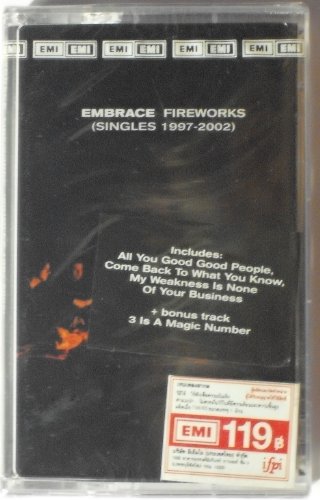 EMI EMI EMI EMI EMI EMI EMI EMI
EMBRACE FIREWORKS
(SINGLES 1997-2002)
Includes:
All You Good Good People,
Come Back To What You Know,
My Weakness Is None
Of Your Business
+ bonus track
3 Is A Magic Number
EMI 119฿
ifpi